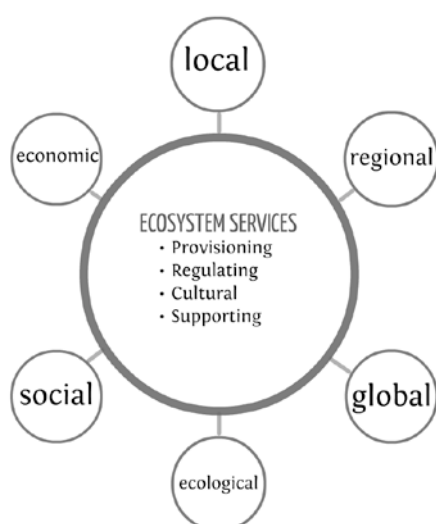 local
economic
regional
ECOSYSTEM SERVICES
• Provisioning
• Regulating
• Cultural
• Supporting
social
global
ecological